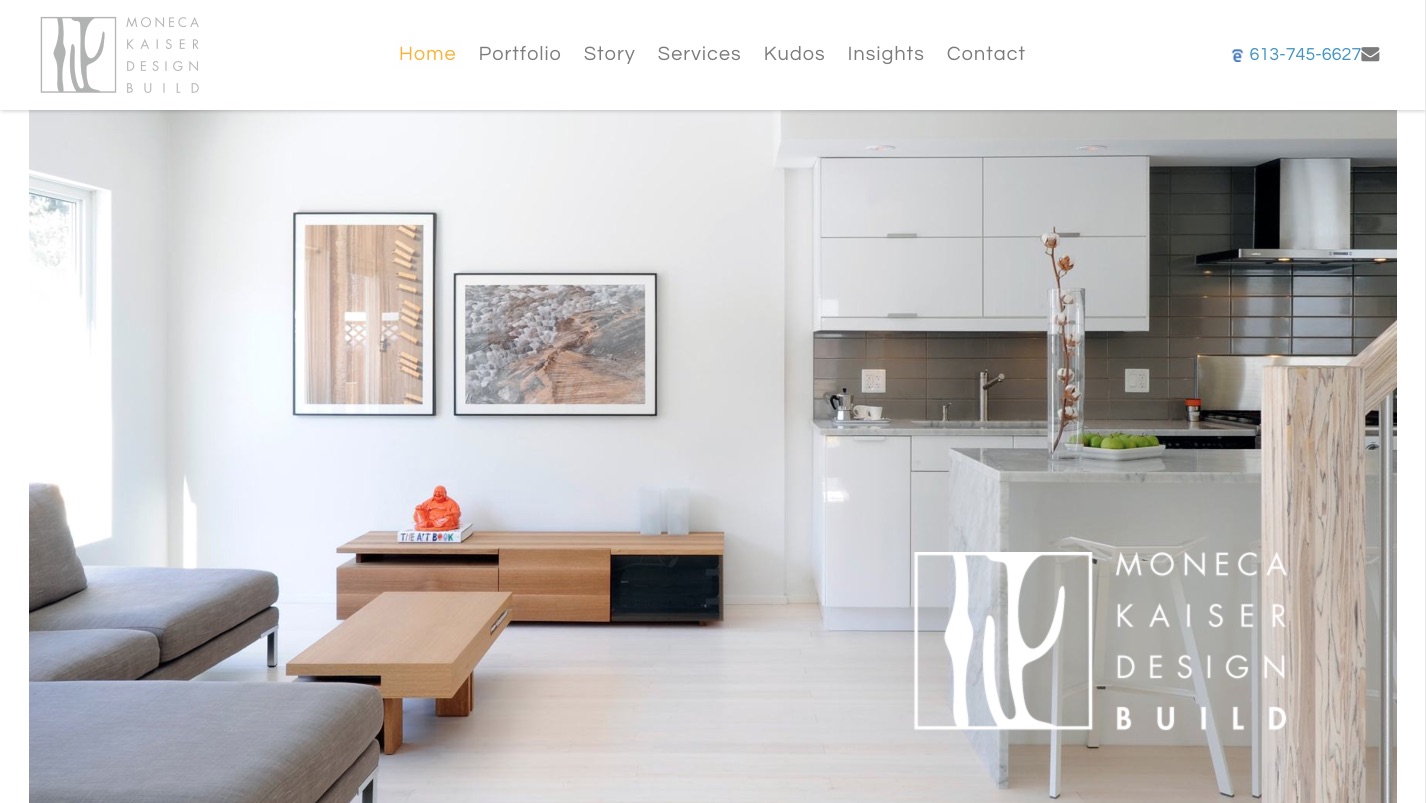 MONECA
KAISER
DESIGN
BUILD
Home Portfolio Story Services Kudos Insights Contact
613-745-6627
THE ART BOOK
MONECA
KAISER
DESIGN
BUILD